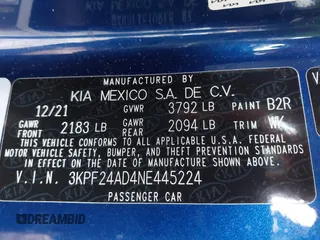 MANUFACTURED BY
KIA MEXICO S.A. DE C.V.
12/21 GVWR 3792 LB PAINT B2R
GAWR FRONT 2183 LB GAWR REAR 2094 LB TRIM WK
THIS VEHICLE CONFORMS TO ALL APPLICABLE U.S. FEDERAL
MOTOR VEHICLE SAFETY, BUMPER, AND THEFT PREVENTION STANDARDS
IN EFFECT ON THE DATE OF MANUFACTURE SHOWN ABOVE.
V.I.N. 3KPF24AD4NE445224
PASSENGER CAR
DREAMBID